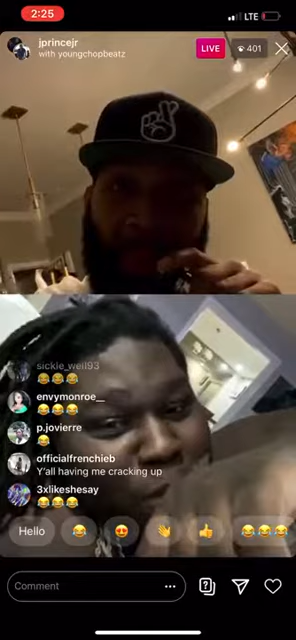 2:25
LTE
jprincejr
LIVE
401
with youngchopbeatz
sickle_well93
envymonroe__
p.jovierre
officialfrenchieb
Y'all having me cracking up
3xlikeshesay
Hello
Comment